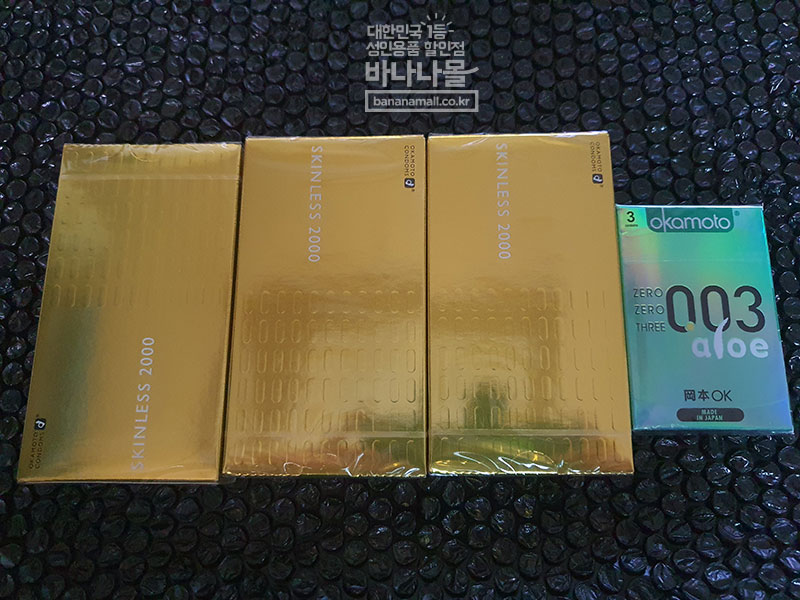 대한민국 1등
성인용품 할인점
바나나몰
bananamall.co.kr
SKINLESS 2000
OKAMOTO
CONDOMS
SKINLESS 2000
OKAMOTO
CONDOMS
SKINLESS 2000
OKAMOTO
CONDOMS
3
okamoto
ZERO
ZERO
THREE
003
aloe
岡本OK
MADE
IN JAPAN